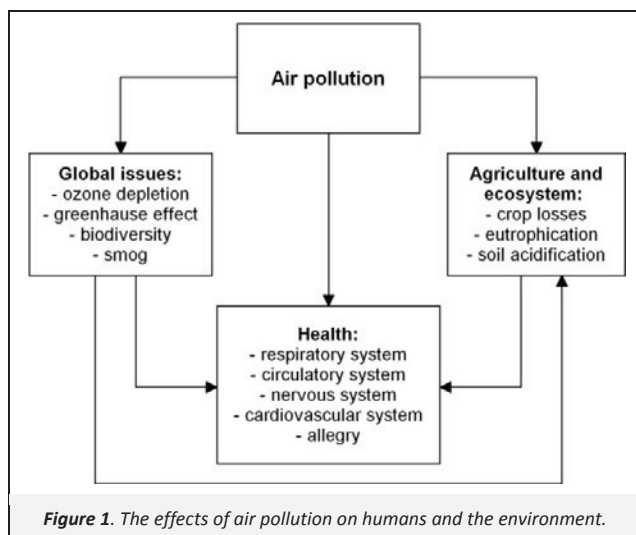 Air pollution
Global issues:
- ozone depletion
- greenhause effect
- biodiversity
- smog
Agriculture and
ecosystem:
- crop losses
- eutrophication
- soil acidification
Health:
- respiratory system
- circulatory system
- nervous system
- cardiovascular system
- allegry
Figure 1. The effects of air pollution on humans and the environment.